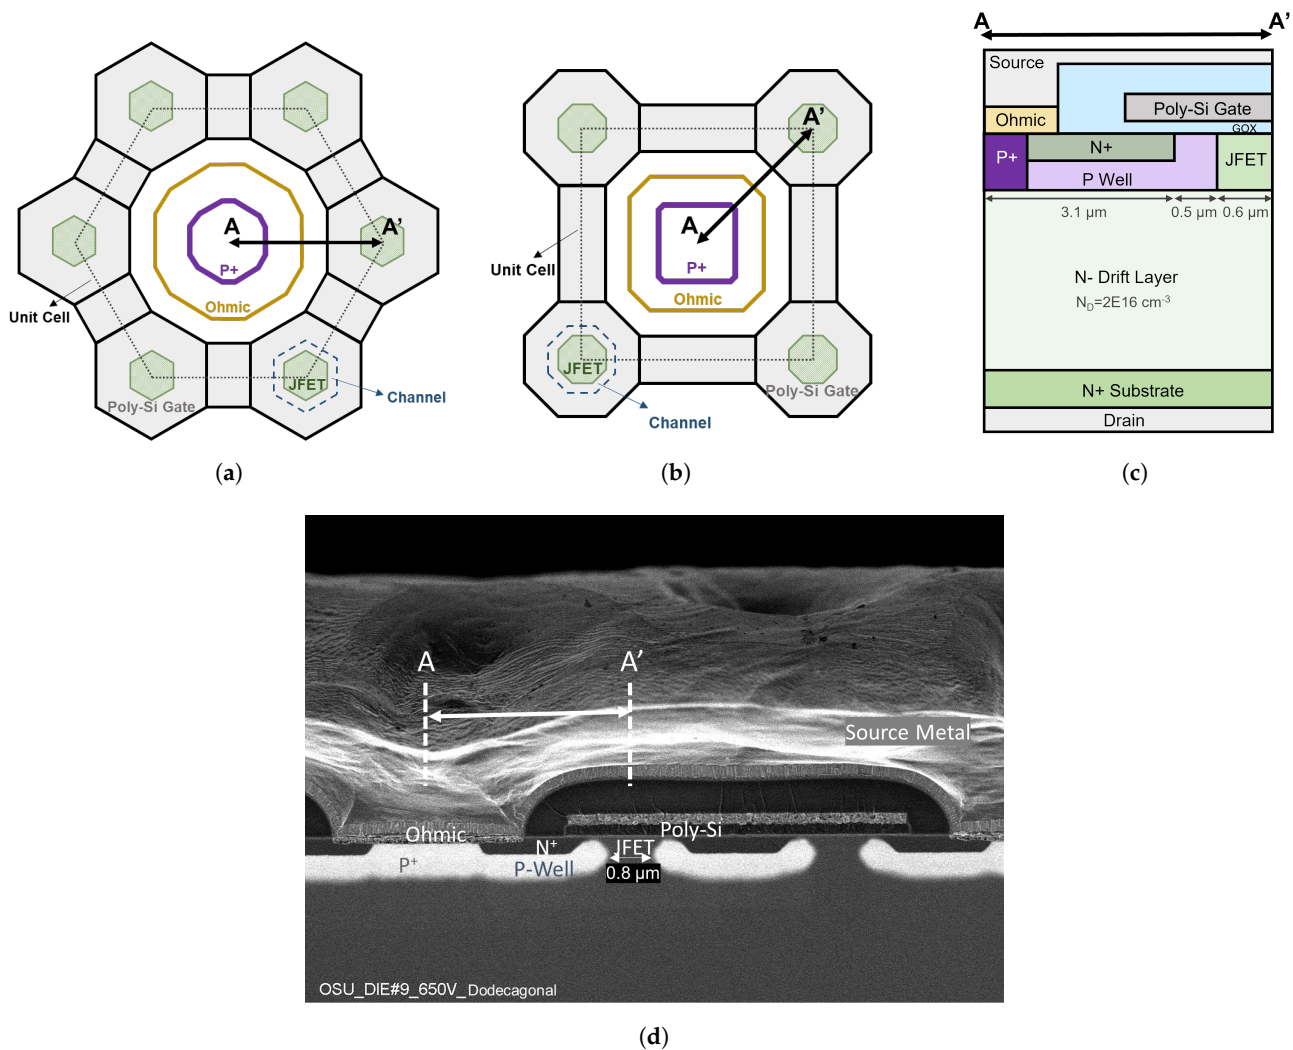 A A'
P+
Ohmic
Unit Cell
JFET
Poly-Si Gate
Channel
(a)
A'
A
Unit Cell
P+
Ohmic
JFET
Poly-Si Gate
Channel
(b)
A A'
Source
Poly-Si Gate
Ohmic
GOX
P+
N+
JFET
P Well
3.1 µm 0.5 µm 0.6 µm
N- Drift Layer
N_D=2E16 cm⁻³
N+ Substrate
Drain
(c)
A A'
Source Metal
Ohmic
Poly-Si
N⁺
JFET
P⁺
P-Well
0.8 µm
OSU_DIE#9_650V_Dodecagonal
(d)